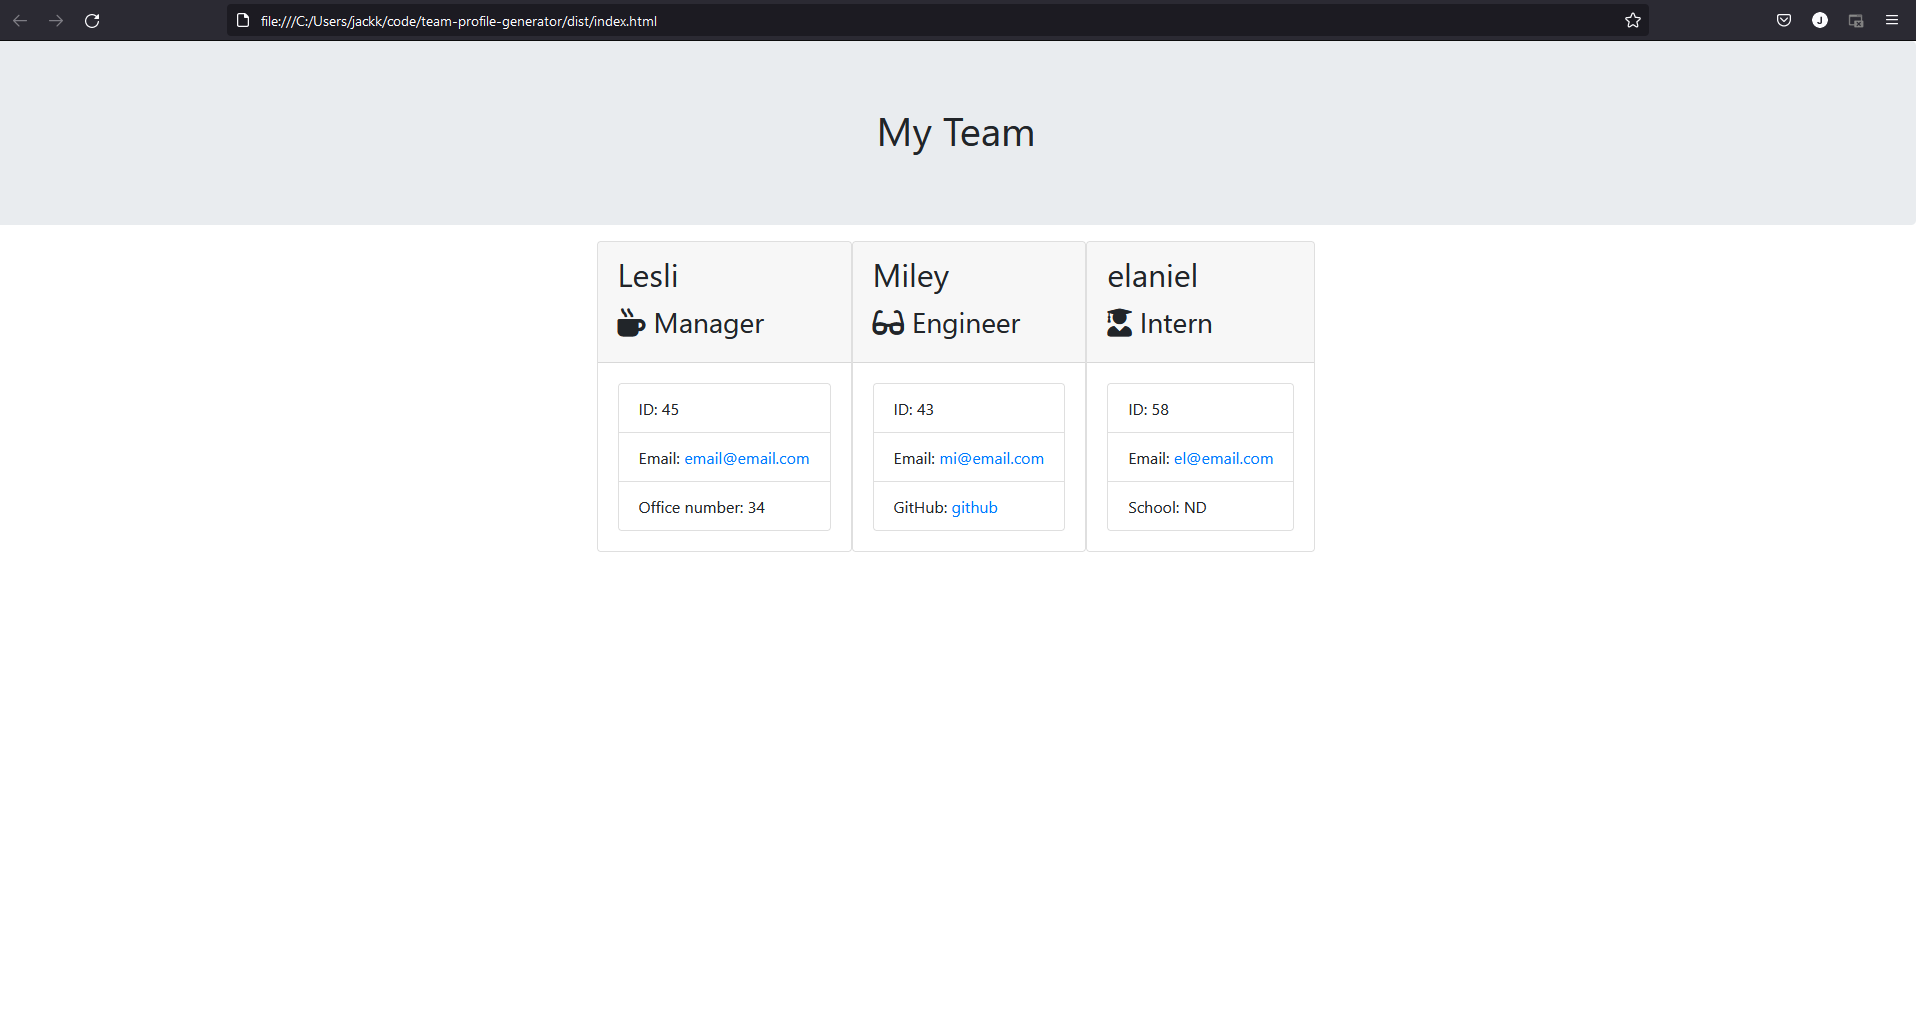 file:///C:/Users/jackk/code/team-profile-generator/dist/index.html
J
My Team
Lesli
Manager
ID: 45
Email: email@email.com
Office number: 34
Miley
Engineer
ID: 43
Email: mi@email.com
GitHub: github
elaniel
Intern
ID: 58
Email: el@email.com
School: ND